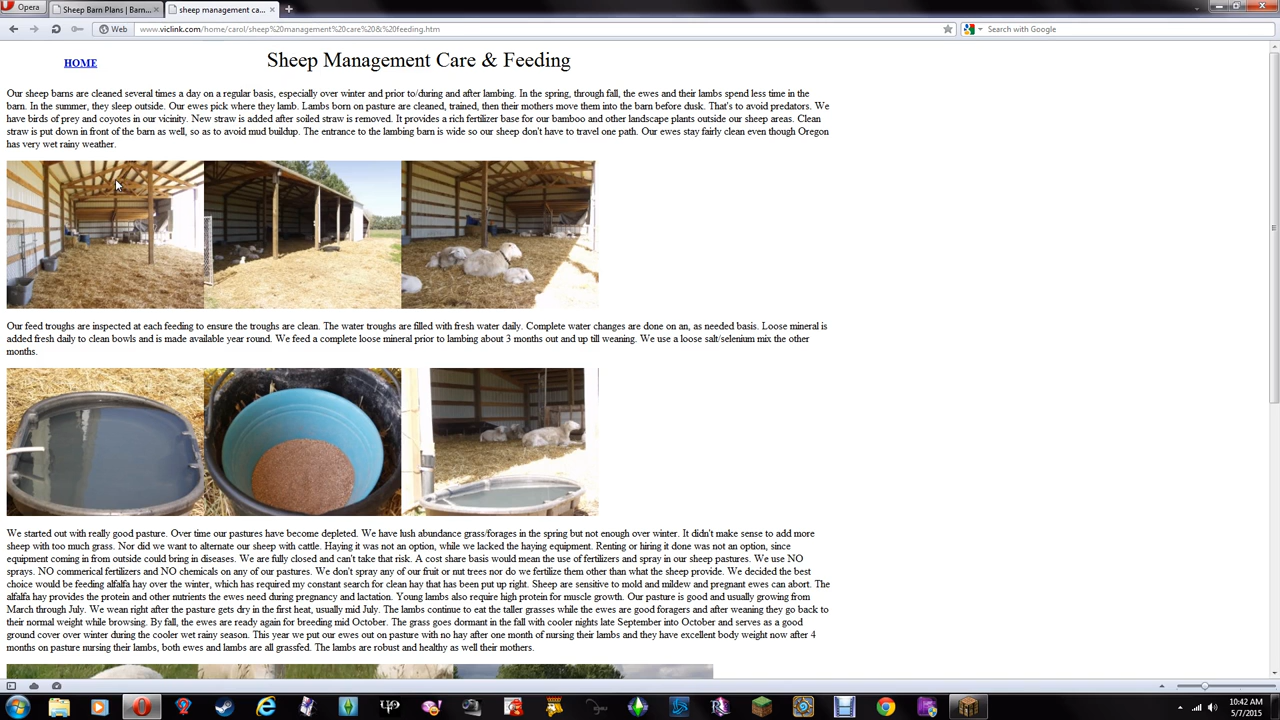 Opera
Sheep Barn Plans | Barn...
sheep management ca...
Web
www.viclink.com/home/carol/sheep%20management%20care%20&%20feeding.htm
Search with Google
HOME
Sheep Management Care & Feeding
Our sheep barns are cleaned several times a day on a regular basis, especially over winter and prior to/during and after lambing. In the spring, through fall, the ewes and their lambs spend less time in the
barn. In the summer, they sleep outside. Our ewes pick where they lamb. Lambs born on pasture are cleaned, trained, then their mothers move them into the barn before dusk. That's to avoid predators. We
have birds of prey and coyotes in our vicinity. New straw is added after soiled straw is removed. It provides a rich fertilizer base for our bamboo and other landscape plants outside our sheep areas. Clean
straw is put down in front of the barn as well, so as to avoid mud buildup. The entrance to the lambing barn is wide so our sheep don't have to travel one path. Our ewes stay fairly clean even though Oregon
has very wet rainy weather.
Our feed troughs are inspected at each feeding to ensure the troughs are clean. The water troughs are filled with fresh water daily. Complete water changes are done on an, as needed basis. Loose mineral is
added fresh daily to clean bowls and is made available year round. We feed a complete loose mineral prior to lambing about 3 months out and up till weaning. We use a loose salt/selenium mix the other
months.
We started out with really good pasture. Over time our pastures have become depleted. We have lush abundance grass/forages in the spring but not enough over winter. It didn't make sense to add more
sheep with too much grass. Nor did we want to alternate our sheep with cattle. Haying it was not an option, while we lacked the haying equipment. Renting or hiring it done was not an option, since
equipment coming in from outside could bring in diseases. We are fully closed and can't take that risk. A cost share basis would mean the use of fertilizers and spray in our sheep pastures. We use NO
sprays. NO commerical fertilizers and NO chemicals on any of our pastures. We don't spray any of our fruit or nut trees nor do we fertilize them other than what the sheep provide. We decided the best
choice would be feeding alfalfa hay over the winter, which has required my constant search for clean hay that has been put up right. Sheep are sensitive to mold and mildew and pregnant ewes can abort. The
alfalfa hay provides the protein and other nutrients the ewes need during pregnancy and lactation. Young lambs also require high protein for muscle growth. Our pasture is good and usually growing from
March through July. We wean right after the pasture gets dry in the first heat, usually mid July. The lambs continue to eat the taller grasses while the ewes are good foragers and after weaning they go back to
their normal weight while browsing. By fall, the ewes are ready again for breeding mid October. The grass goes dormant in the fall with cooler nights late September into October and serves as a good
ground cover over winter during the cooler wet rainy season. This year we put our ewes out on pasture with no hay after one month of nursing their lambs and they have excellent body weight now after 4
months on pasture nursing their lambs, both ewes and lambs are all grassfed. The lambs are robust and healthy as well their mothers.
10:42 AM
5/7/2015